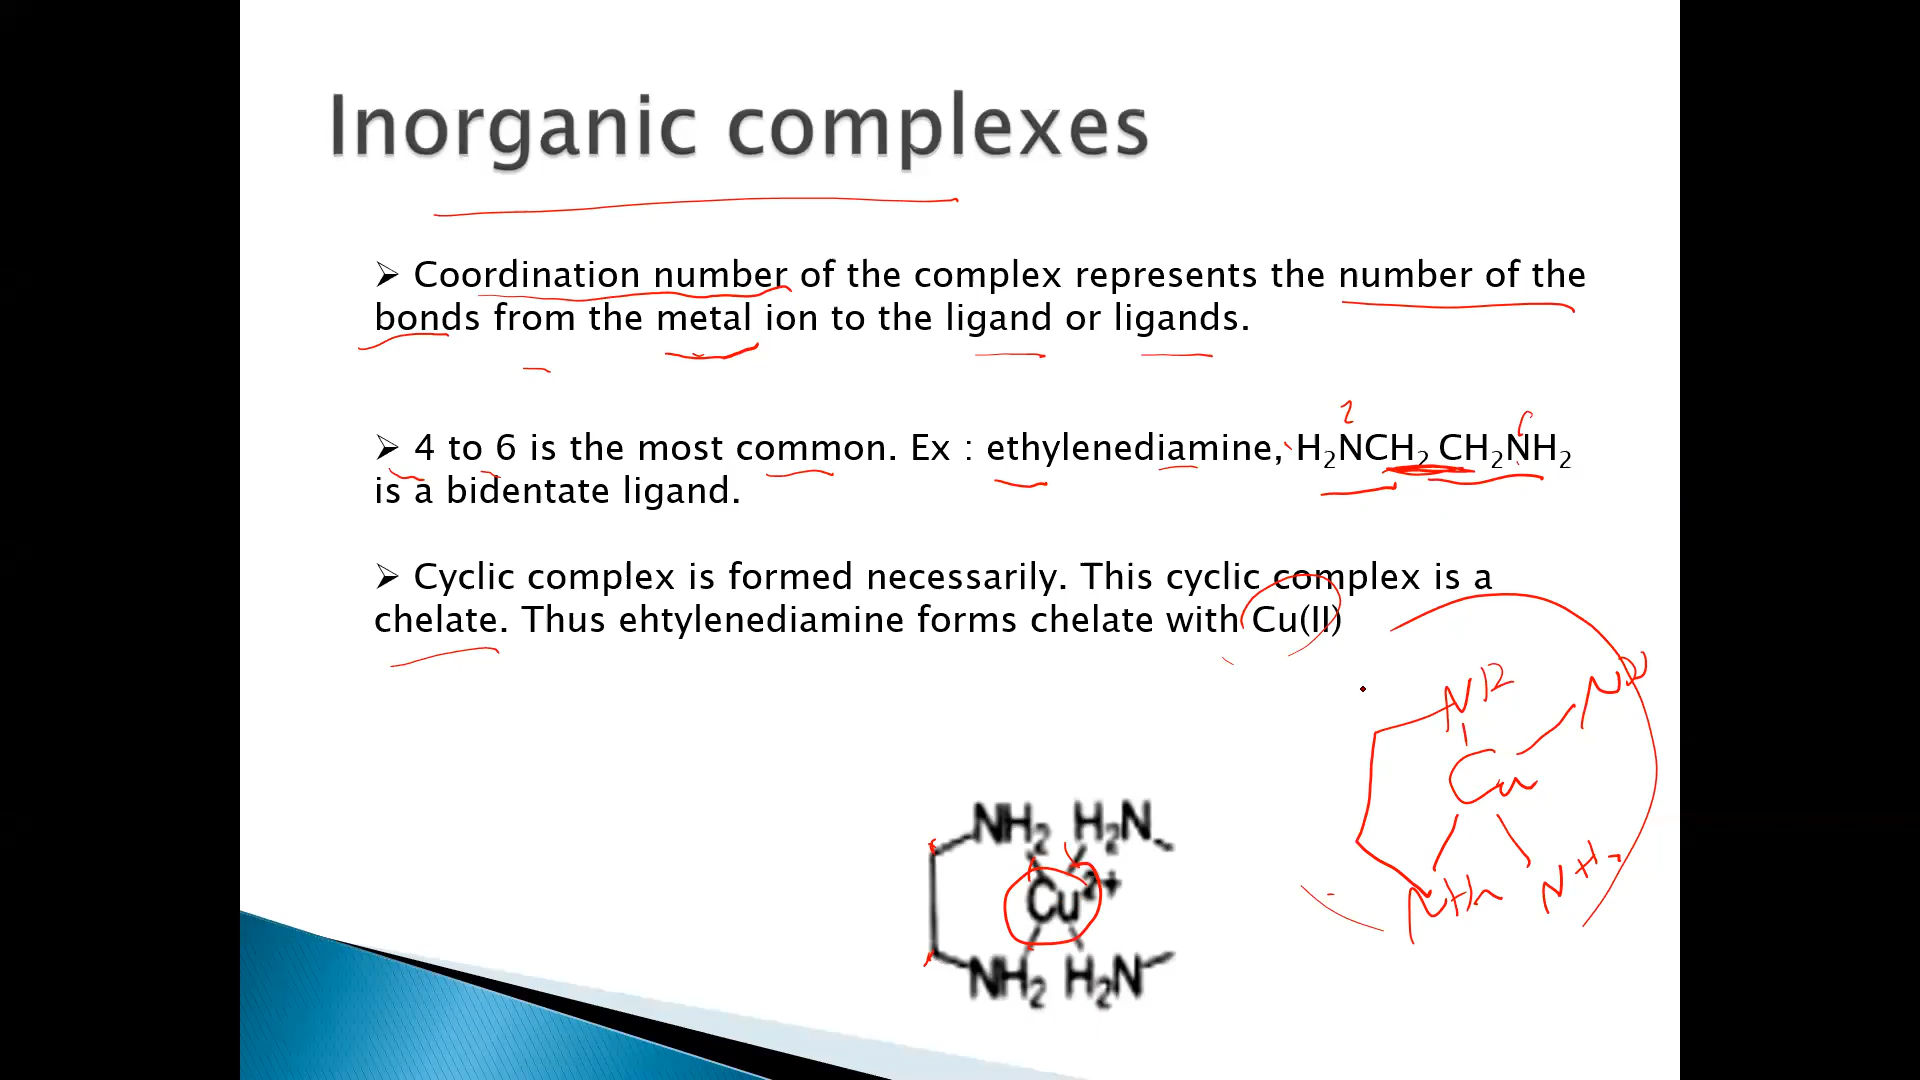 Inorganic complexes
➢ Coordination number of the complex represents the number of the
bonds from the metal ion to the ligand or ligands.
➢ 4 to 6 is the most common. Ex : ethylenediamine, H₂NCH₂ CH₂NH₂
is a bidentate ligand.
➢ Cyclic complex is formed necessarily. This cyclic complex is a
chelate. Thus ehtylenediamine forms chelate with Cu(II)
NH₂ H₂N
Cu²⁺
NH₂ H₂N
Cu
NH₂